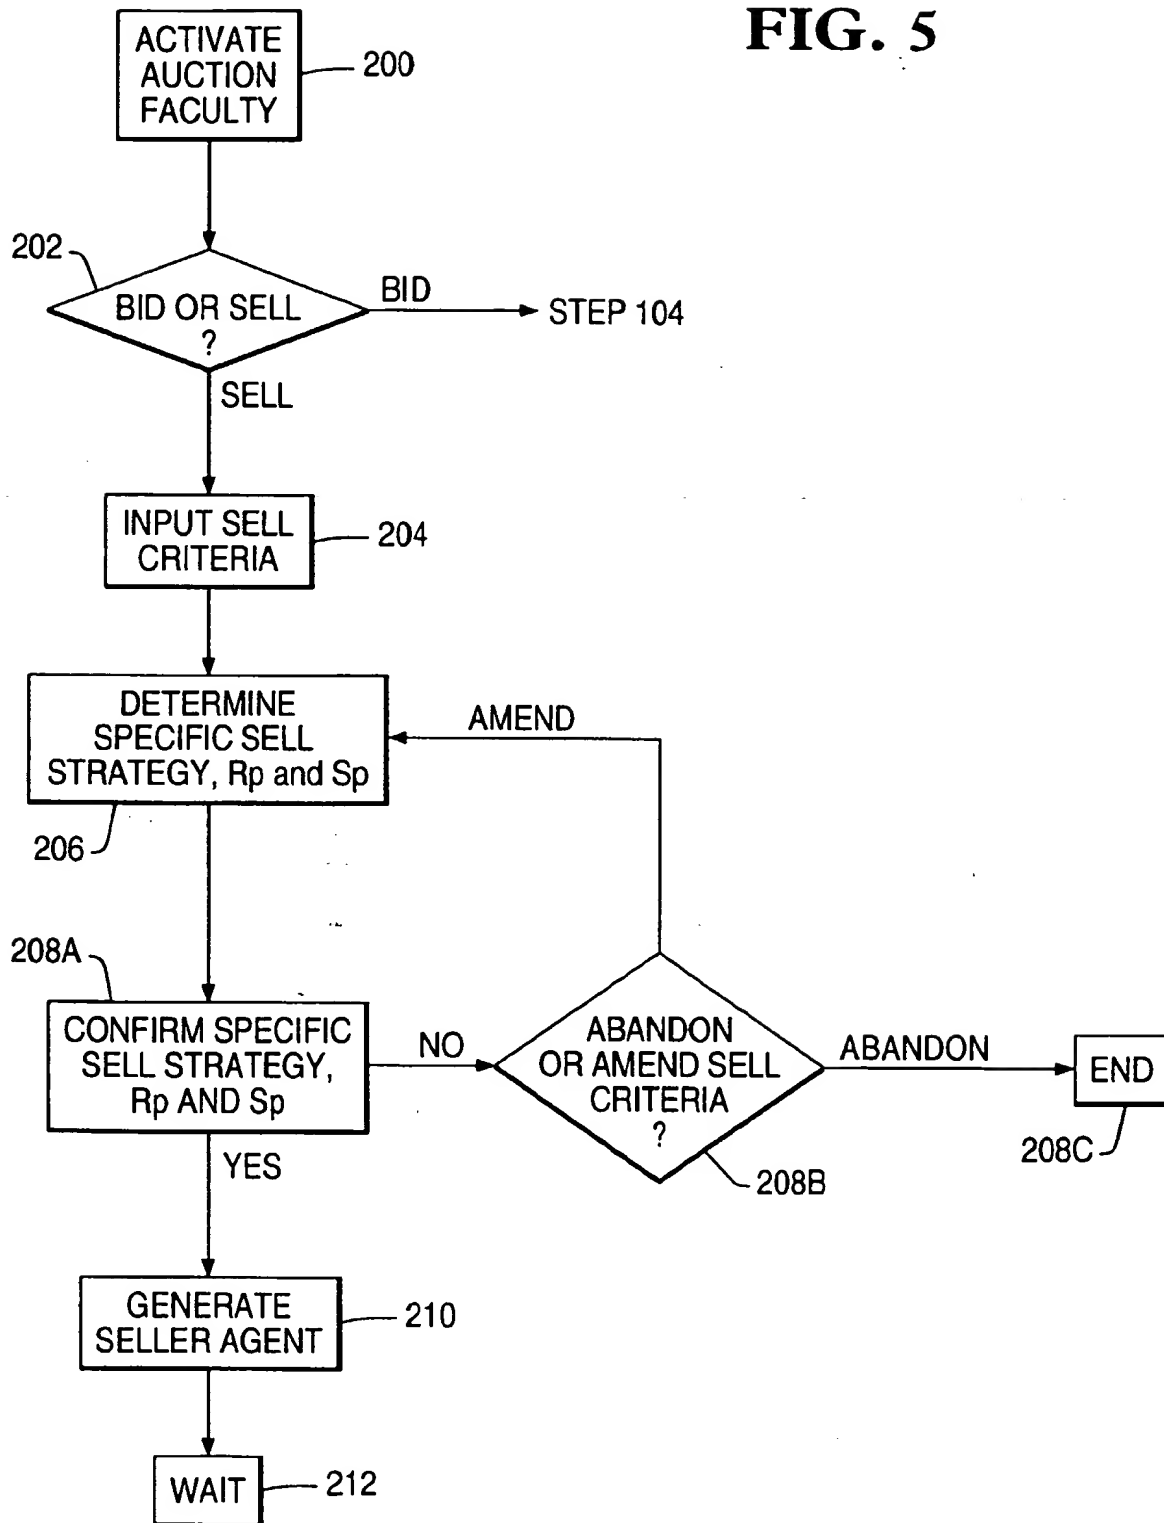 FIG. 5
ACTIVATE
AUCTION
FACULTY
200
202
BID OR SELL
?
BID
STEP 104
SELL
INPUT SELL
CRITERIA
204
DETERMINE
SPECIFIC SELL
STRATEGY, Rp and Sp
AMEND
206
208A
CONFIRM SPECIFIC
SELL STRATEGY,
Rp AND Sp
NO
ABANDON
OR AMEND SELL
CRITERIA
?
ABANDON
END
208C
208B
YES
GENERATE
SELLER AGENT
210
WAIT
212